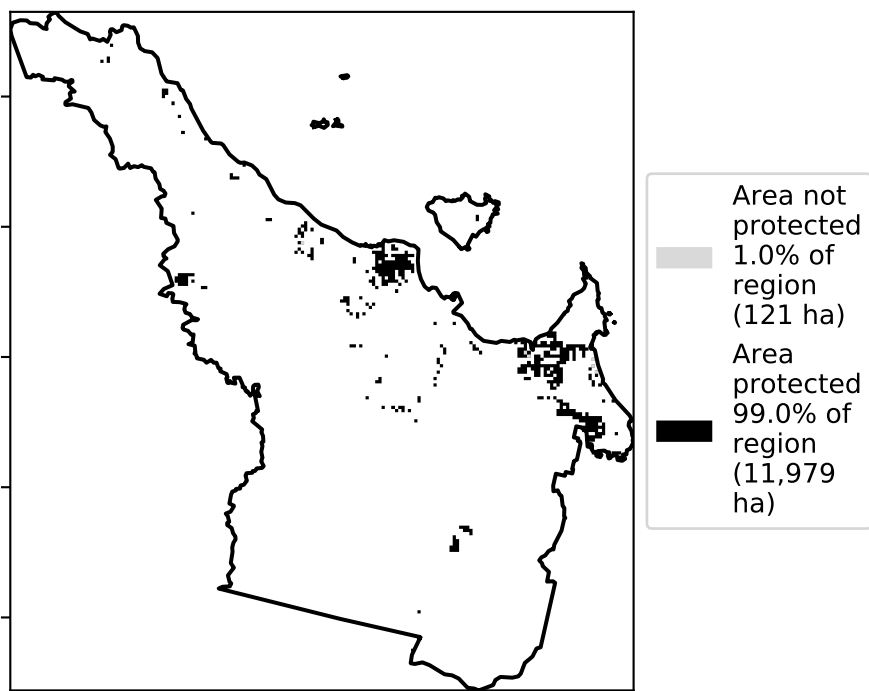 Area not
protected
1.0% of
region
(121 ha)
Area
protected
99.0% of
region
(11,979
ha)